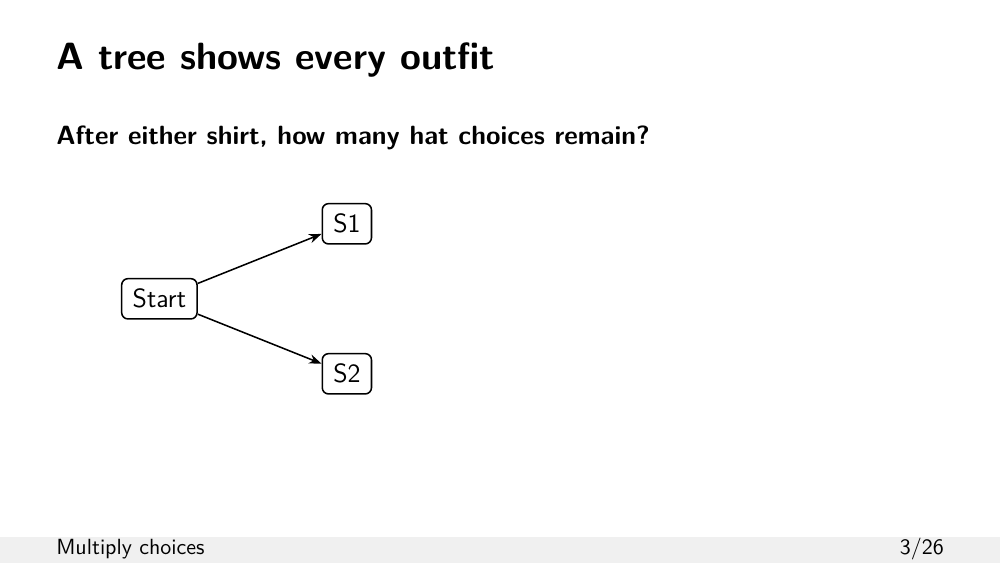 A tree shows every outfit
After either shirt, how many hat choices remain?
S1
Start
S2
Multiply choices
3/26